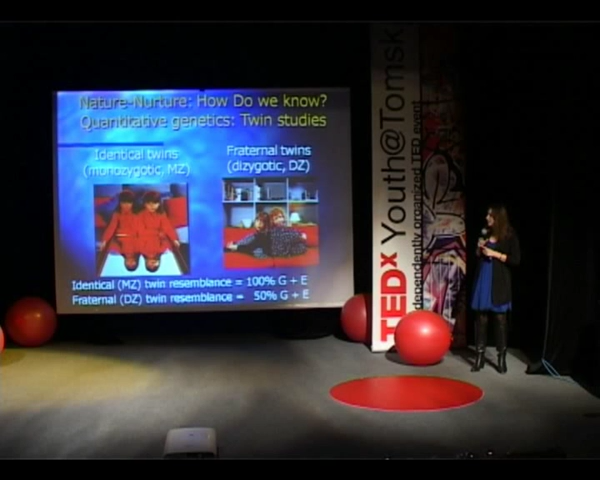 Nature-Nurture: How Do we know?
Quantitative genetics: Twin studies
Identical twins
(monozygotic, MZ)
Fraternal twins
(dizygotic, DZ)
Identical (MZ) twin resemblance = 100% G + E
Fraternal (DZ) twin resemblance = 50% G + E
TEDx Youth@Tomsk
dependently organized TED event